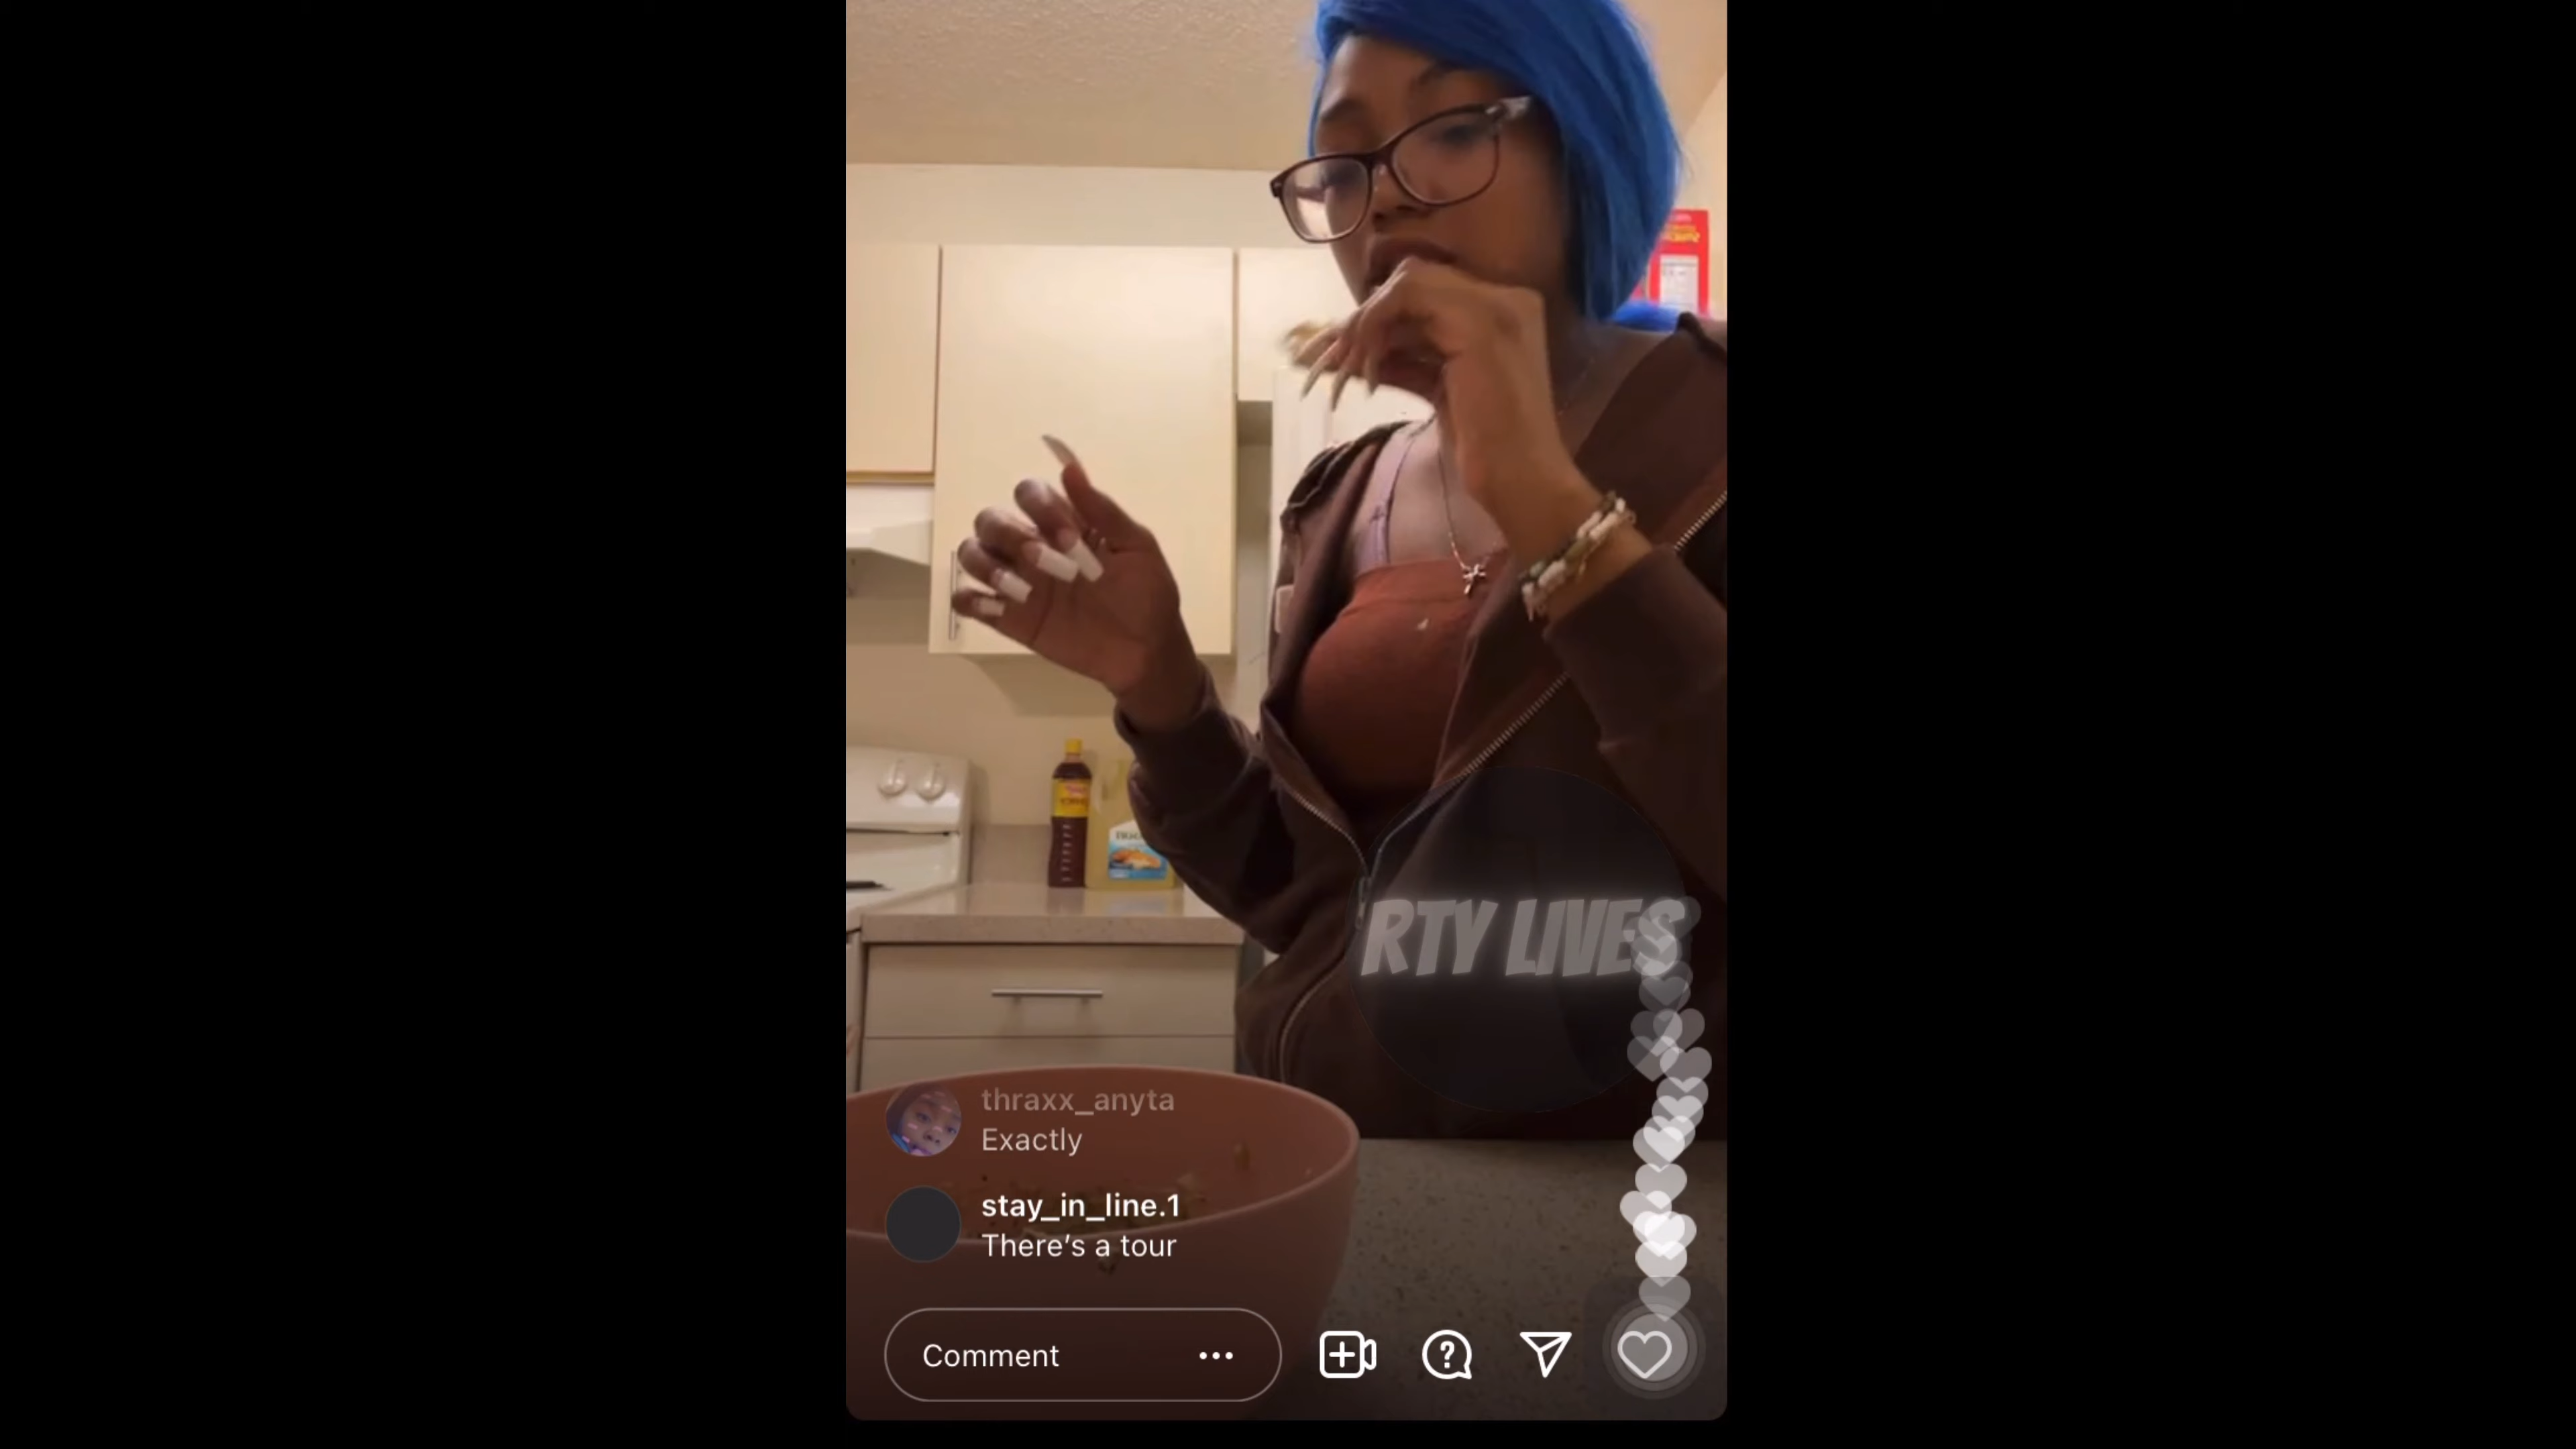 RTY LIVES
thraxx_anyta
Exactly
stay_in_line.1
There's a tour
Comment